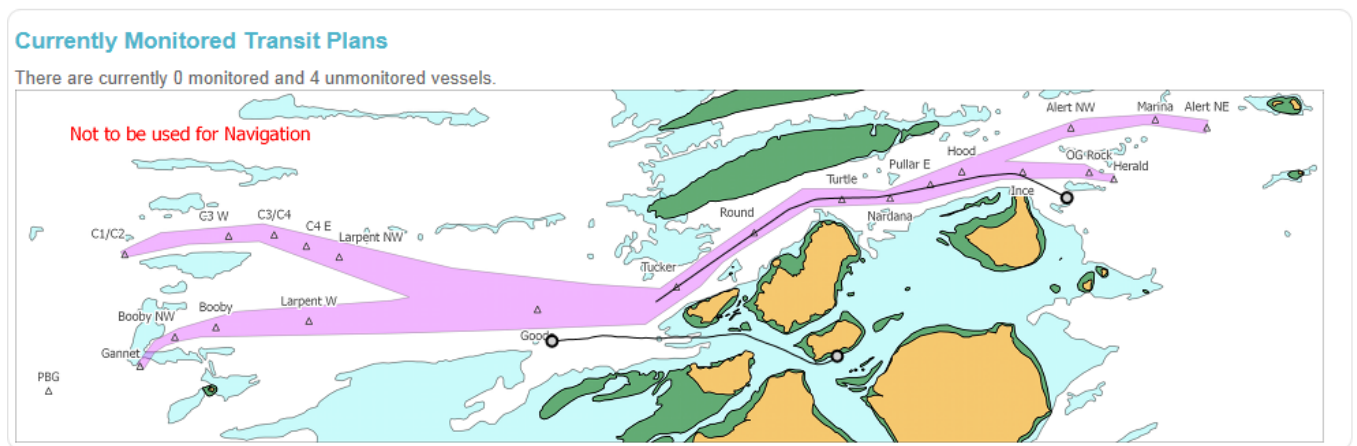 Currently Monitored Transit Plans
There are currently 0 monitored and 4 unmonitored vessels.
Not to be used for Navigation
Alert NW
Marina
Alert NE
Hood
OG Rock
Pullar E
Herald
Turtle
Ince
Round
Nardana
G3 W
C3/C4
C4 E
C1/C2
Larpent NW
Tucker
Larpent W
Booby
Booby NW
Good
Gannet
PBG